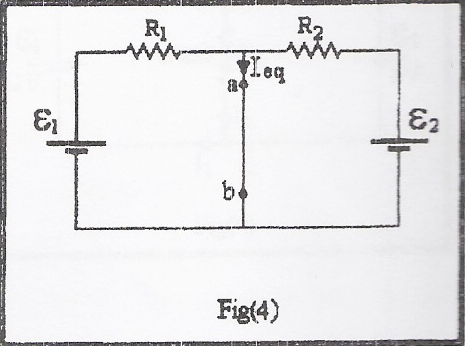 R1 R2
Ieq
a
ε1 ε2
b
Fig(4)